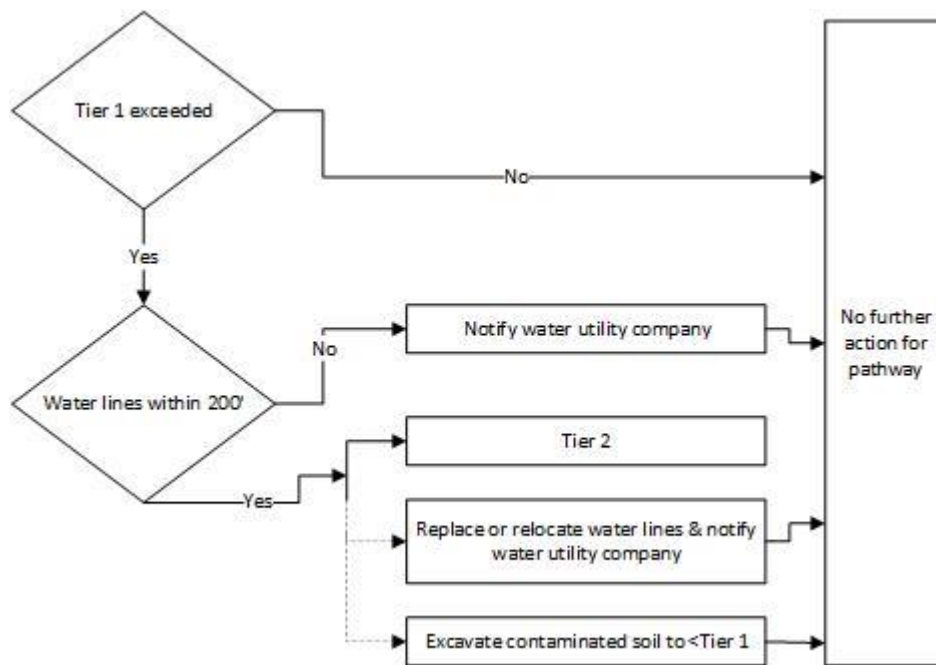 Tier 1 exceeded
No
Yes
Notify water utility company
No
Water lines within 200'
No further
action for
pathway
Tier 2
Yes
Replace or relocate water lines & notify
water utility company
Excavate contaminated soil to <Tier 1